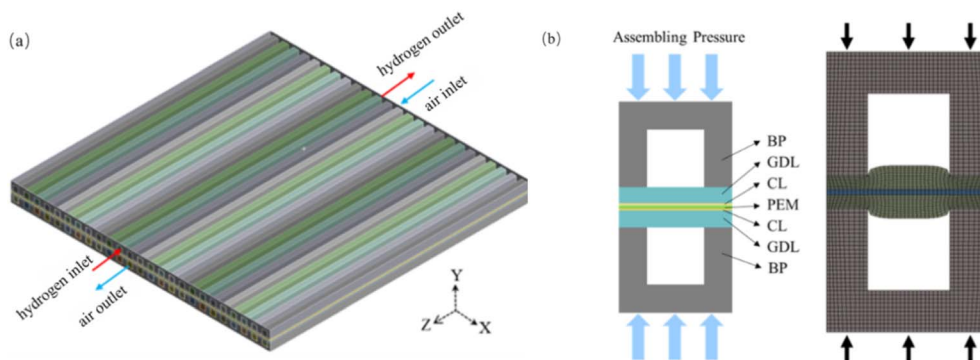 (a)
hydrogen outlet
air inlet
hydrogen inlet
air outlet
Y
Z
X
(b)
Assembling Pressure
BP
GDL
CL
PEM
CL
GDL
BP